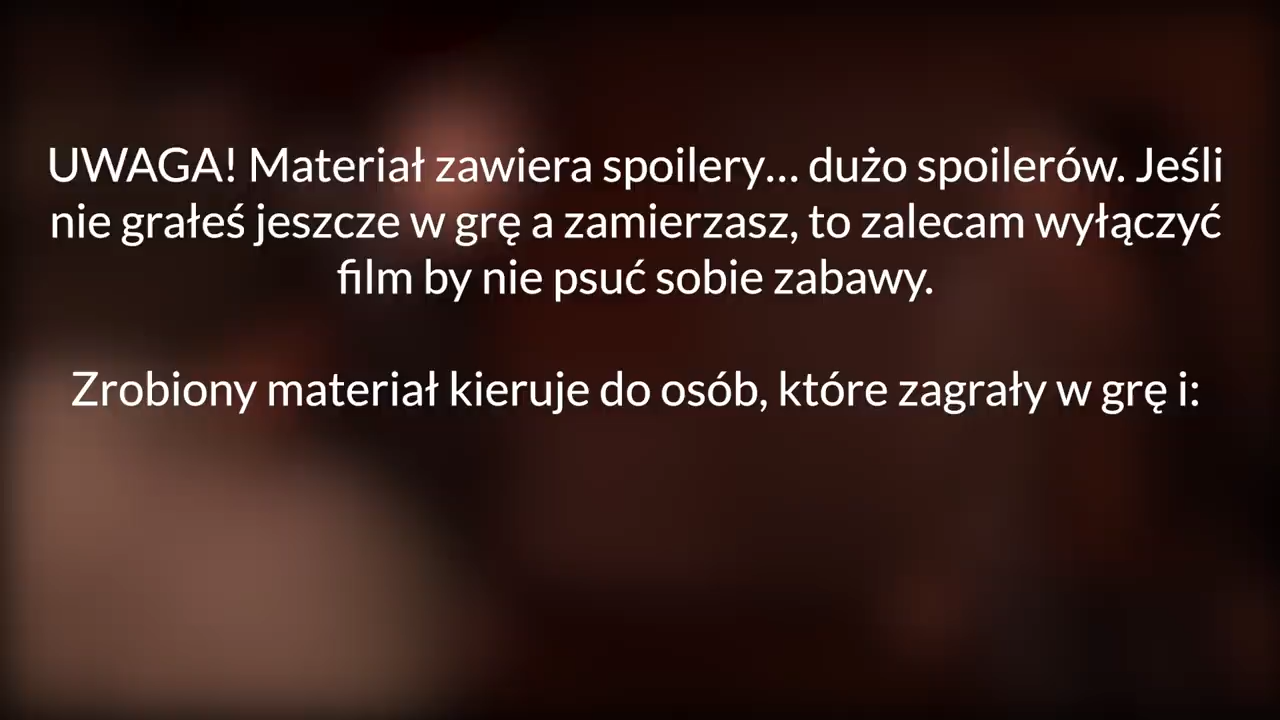 UWAGA! Materiał zawiera spoilery... dużo spoilerów. Jeśli
nie grałeś jeszcze w grę a zamierzasz, to zalecam wyłączyć
film by nie psuć sobie zabawy.
Zrobiony materiał kieruje do osób, które zagrały w grę i: